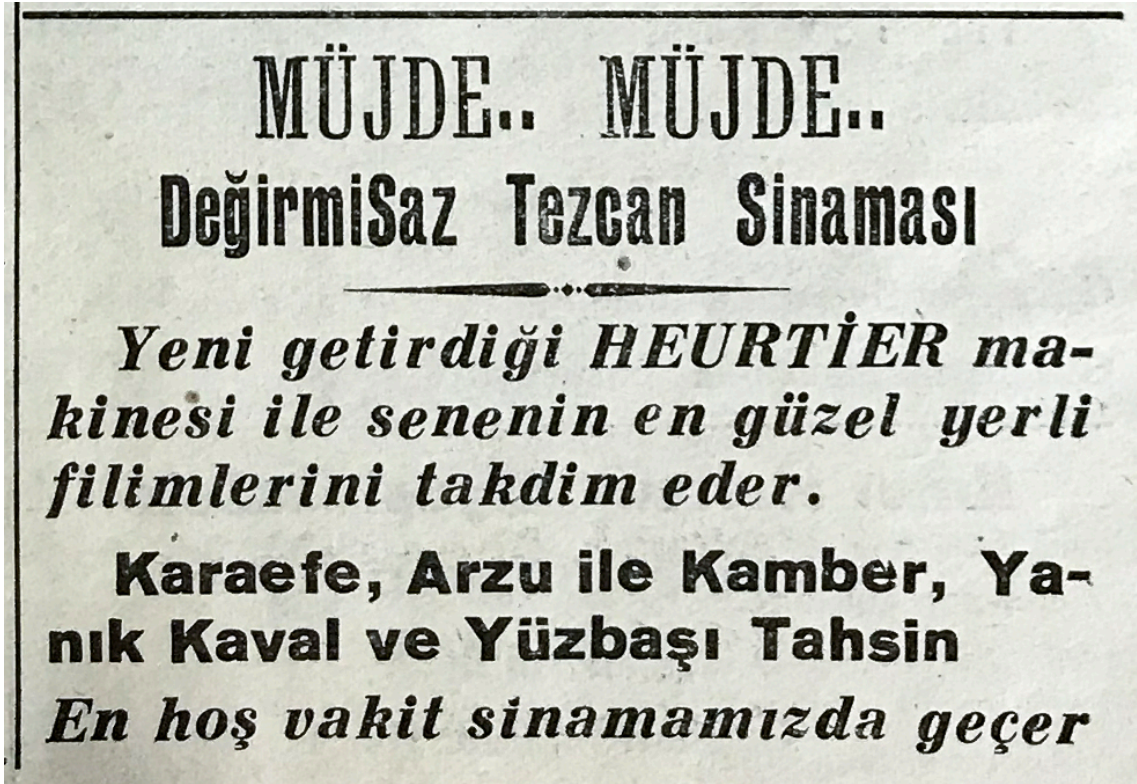 MÜJDE.. MÜJDE..
DeğirmiSaz Tezcan Sinaması
Yeni getirdiği HEURTİER ma-
kinesi ile senenin en güzel yerli
filimlerini takdim eder.
Karaefe, Arzu ile Kamber, Ya-
nık Kaval ve Yüzbaşı Tahsin
En hoş vakit sinamamızda geçer